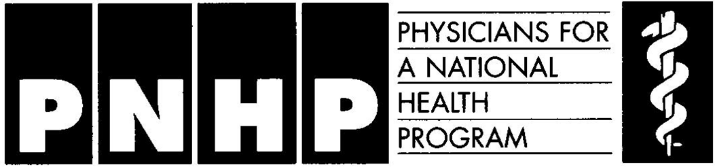 PNHP
PHYSICIANS FOR
A NATIONAL
HEALTH
PROGRAM